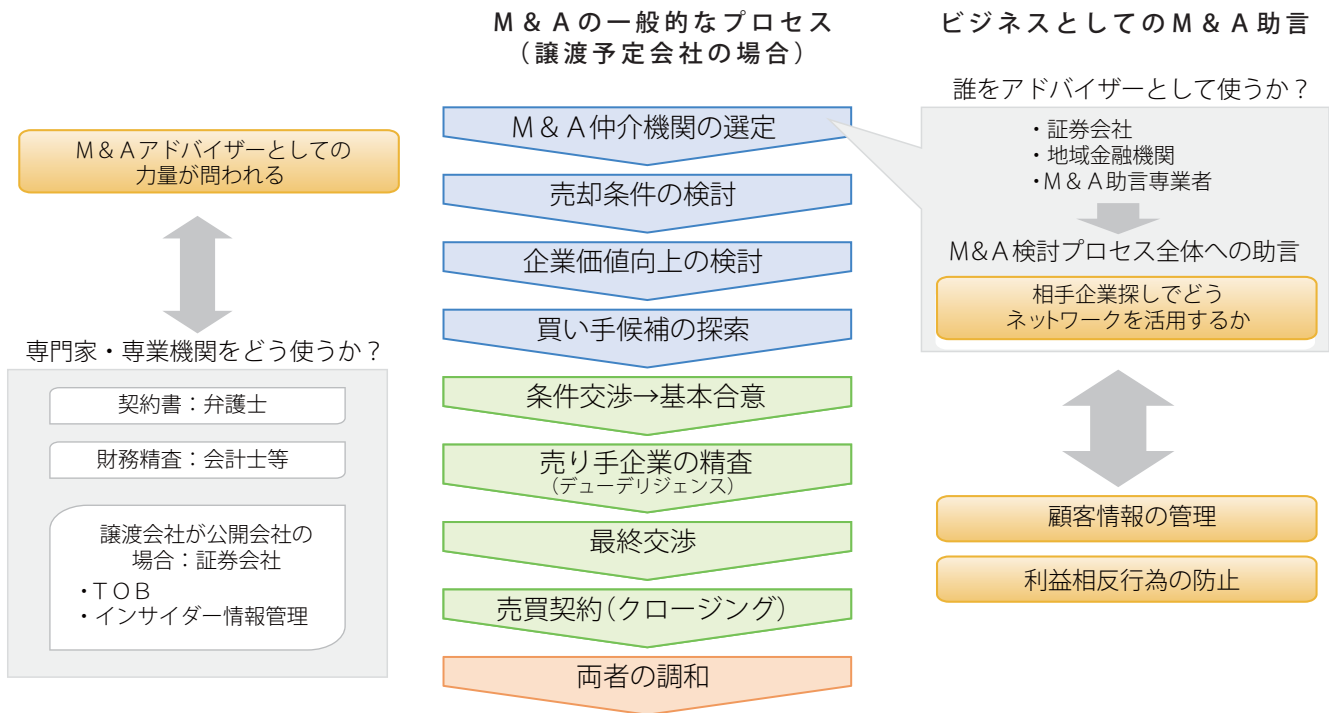 M＆Aの一般的なプロセス
（譲渡予定会社の場合）
M＆A仲介機関の選定
売却条件の検討
企業価値向上の検討
買い手候補の探索
条件交渉→基本合意
売り手企業の精査
（デューデリジェンス）
最終交渉
売買契約（クロージング）
両者の調和
M＆Aアドバイザーとしての
力量が問われる
専門家・専業機関をどう使うか？
契約書：弁護士
財務精査：会計士等
譲渡会社が公開会社の
場合：証券会社
・TOB
・インサイダー情報管理
ビジネスとしてのM＆A助言
誰をアドバイザーとして使うか？
・証券会社
・地域金融機関
・M＆A助言専業者
M&A検討プロセス全体への助言
相手企業探しでどう
ネットワークを活用するか
顧客情報の管理
利益相反行為の防止